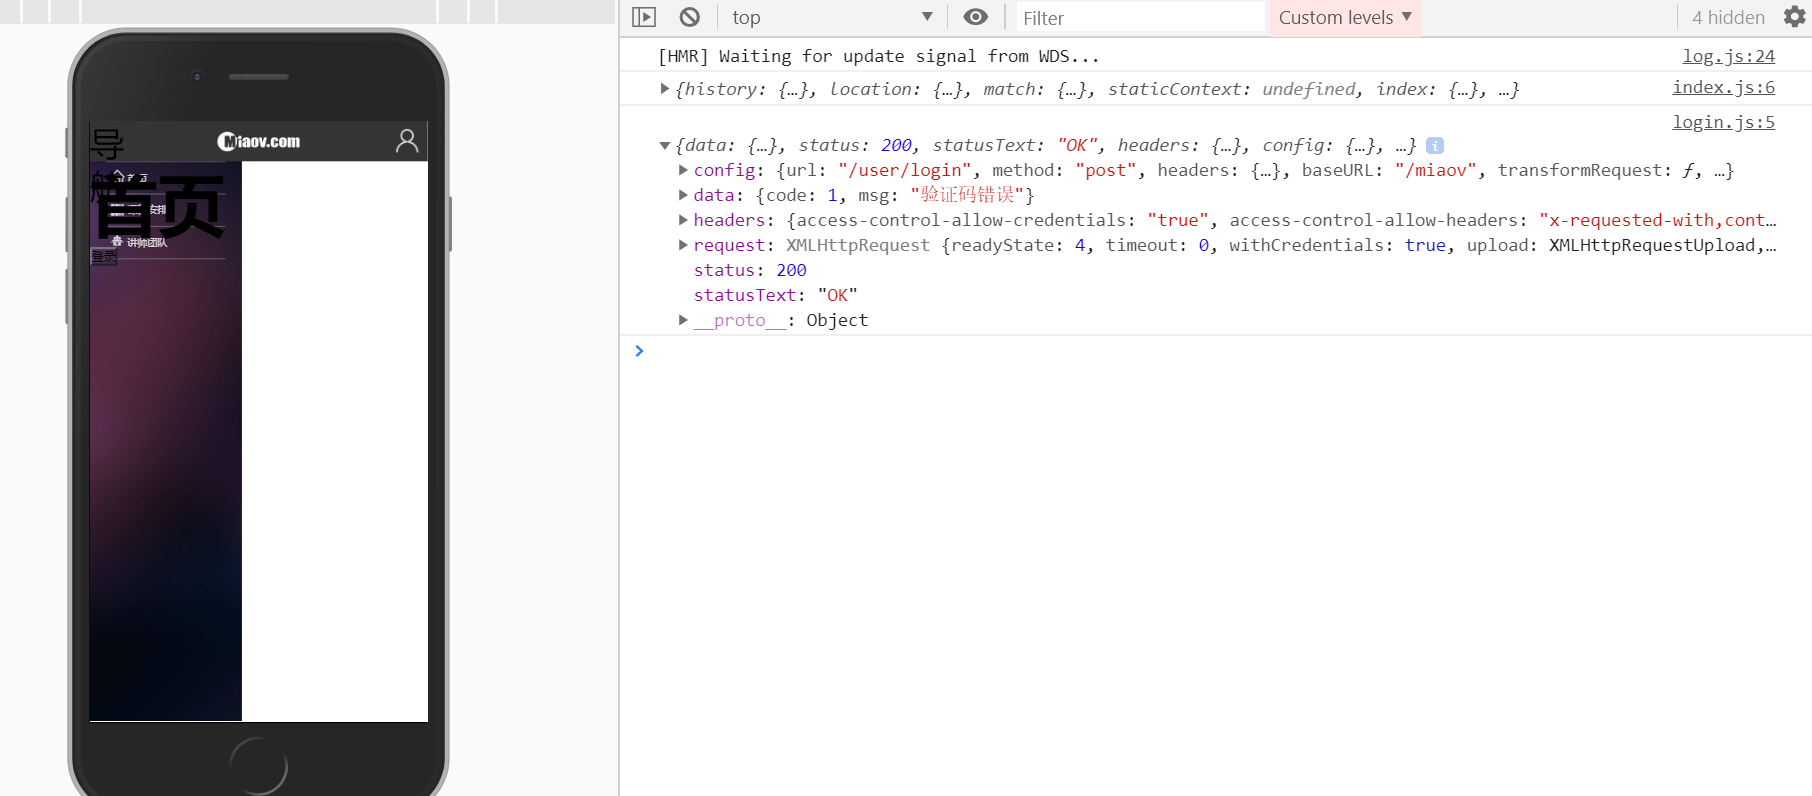 top
Filter
Custom levels
4 hidden
[HMR] Waiting for update signal from WDS...
log.js:24
{history: {…}, location: {…}, match: {…}, staticContext: undefined, index: {…}, …}
index.js:6
login.js:5
{data: {…}, status: 200, statusText: "OK", headers: {…}, config: {…}, …}
config: {url: "/user/login", method: "post", headers: {…}, baseURL: "/miaov", transformRequest: ƒ, …}
data: {code: 1, msg: "验证码错误"}
headers: {access-control-allow-credentials: "true", access-control-allow-headers: "x-requested-with,cont…
request: XMLHttpRequest {readyState: 4, timeout: 0, withCredentials: true, upload: XMLHttpRequestUpload,…
status: 200
statusText: "OK"
__proto__: Object
导
Miaov.com
航
首页
安排
讲师团队
登录